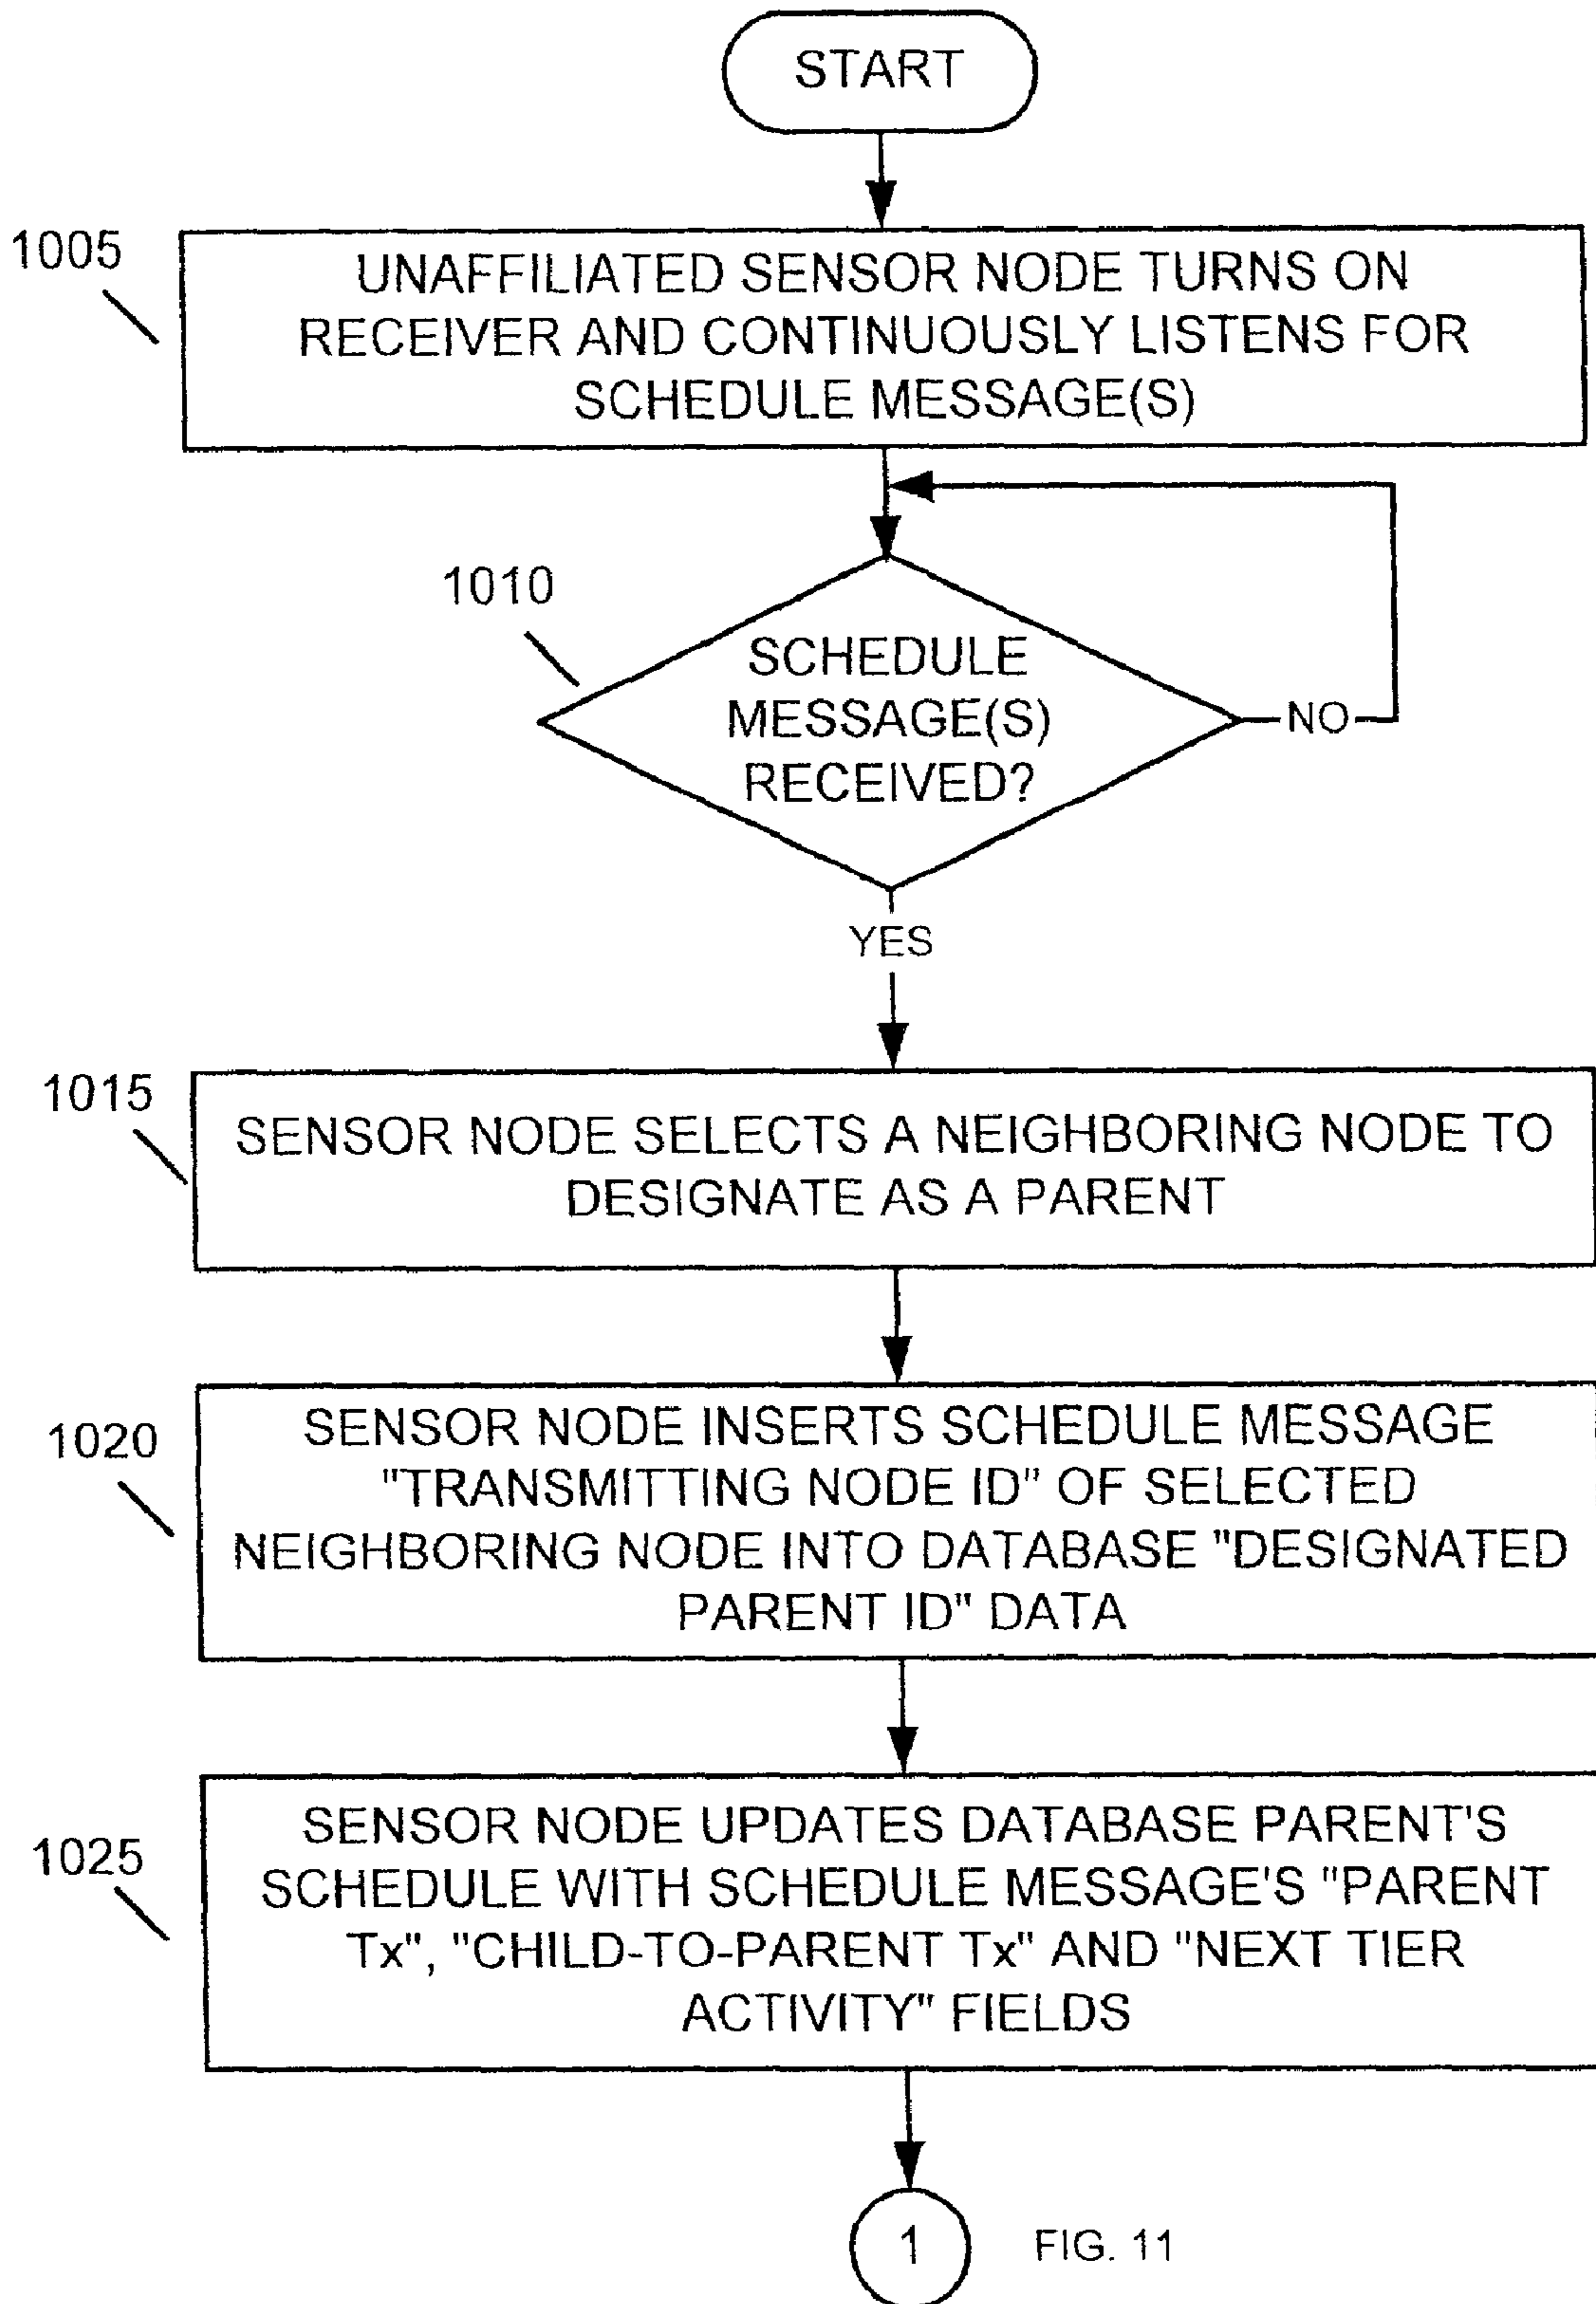 START
1005
UNAFFILIATED SENSOR NODE TURNS ON
RECEIVER AND CONTINUOUSLY LISTENS FOR
SCHEDULE MESSAGE(S)
1010
SCHEDULE
MESSAGE(S)
RECEIVED?
NO
YES
1015
SENSOR NODE SELECTS A NEIGHBORING NODE TO
DESIGNATE AS A PARENT
1020
SENSOR NODE INSERTS SCHEDULE MESSAGE
"TRANSMITTING NODE ID" OF SELECTED
NEIGHBORING NODE INTO DATABASE "DESIGNATED
PARENT ID" DATA
1025
SENSOR NODE UPDATES DATABASE PARENT'S
SCHEDULE WITH SCHEDULE MESSAGE'S "PARENT
Tx", "CHILD-TO-PARENT Tx" AND "NEXT TIER
ACTIVITY" FIELDS
1
FIG. 11